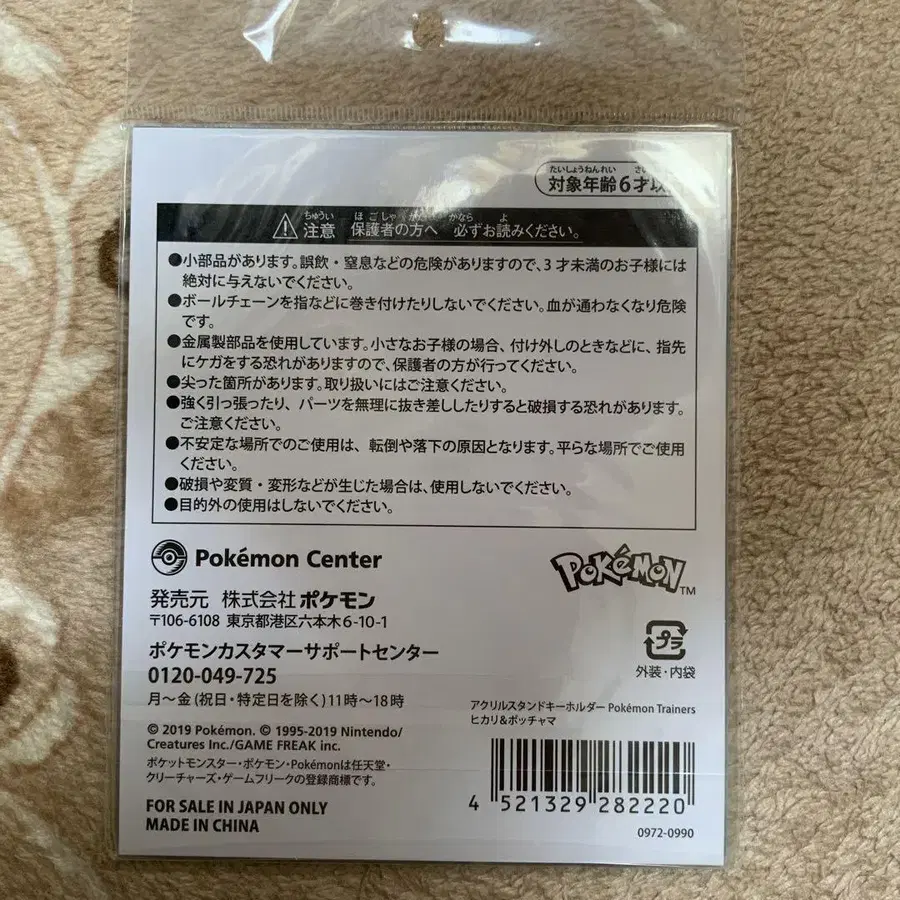 たいしょうねんれい さい
対象年齢6才以
ちゅうい ほごしゃ かた かなら よ
注意 保護者の方へ 必ずお読みください。
●小部品があります。誤飲・窒息などの危険がありますので、3才未満のお子様には
絶対に与えないでください。
●ボールチェーンを指などに巻き付けたりしないでください。血が通わなくなり危険
です。
●金属製部品を使用しています。小さなお子様の場合、付け外しのときなどに、指先
にケガをする恐れがありますので、保護者の方が行ってください。
●尖った箇所があります。取り扱いにはご注意ください。
●強く引っ張ったり、パーツを無理に抜き差ししたりすると破損する恐れがあります。
ご注意ください。
●不安定な場所でのご使用は、転倒や落下の原因となります。平らな場所でご使用
ください。
●破損や変質・変形などが生じた場合は、使用しないでください。
●目的外の使用はしないでください。
Pokémon Center
POKéMON TM
発売元 株式会社ポケモン
〒106-6108 東京都港区六本木6-10-1
ポケモンカスタマーサポートセンター
0120-049-725
月～金(祝日・特定日を除く)11時～18時
プラ
外装・内袋
アクリルスタンドキーホルダー Pokémon Trainers
ヒカリ&ポッチャマ
© 2019 Pokémon. © 1995-2019 Nintendo/
Creatures Inc./GAME FREAK inc.
ポケットモンスター・ポケモン・Pokémonは任天堂・
クリーチャーズ・ゲームフリークの登録商標です。
FOR SALE IN JAPAN ONLY
MADE IN CHINA
4 521329 282220
0972-0990